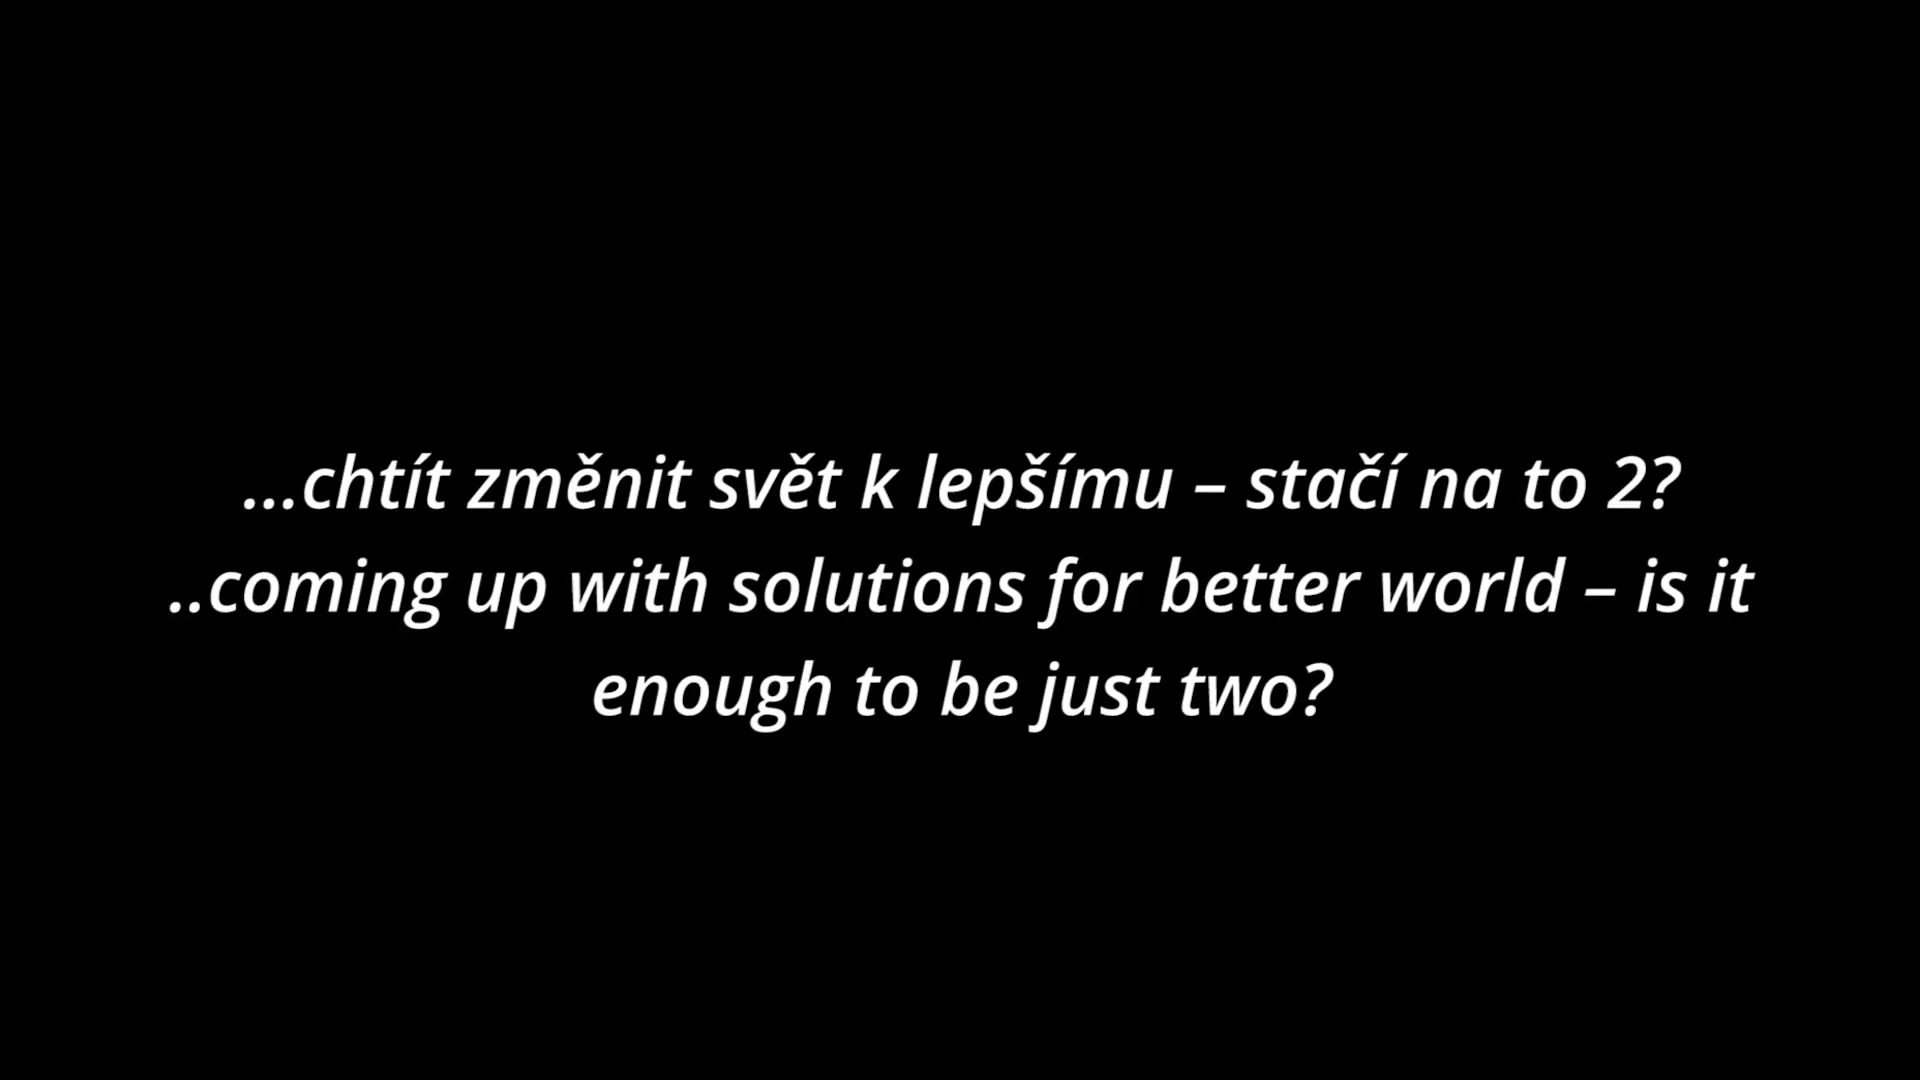 ...chtít změnit svět k lepšímu – stačí na to 2?
..coming up with solutions for better world – is it
enough to be just two?